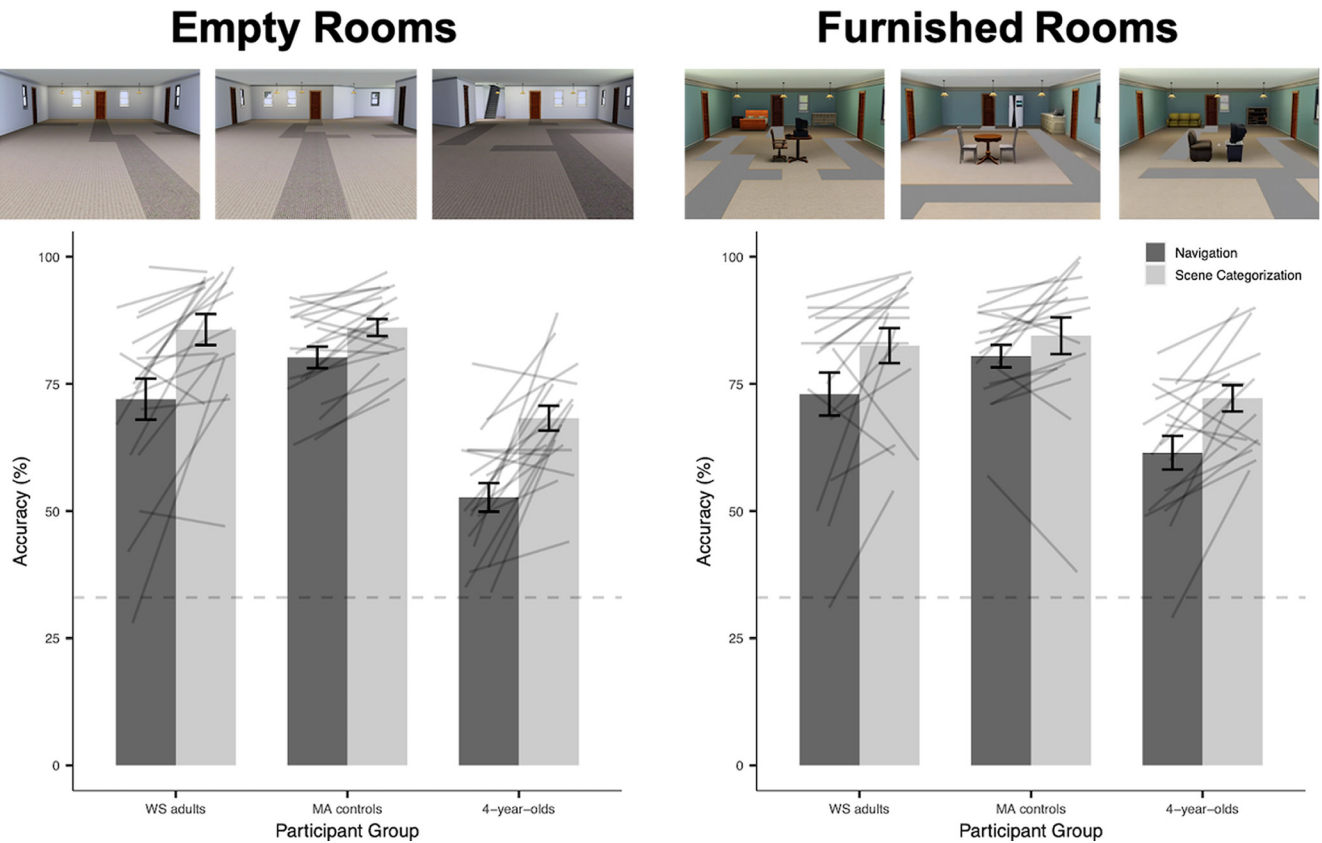 Empty Rooms
Furnished Rooms
100
75
50
25
0
Accuracy (%)
WS adults
MA controls
4-year-olds
Participant Group
100
75
50
25
0
Accuracy (%)
Navigation
Scene Categorization
WS adults
MA controls
4-year-olds
Participant Group